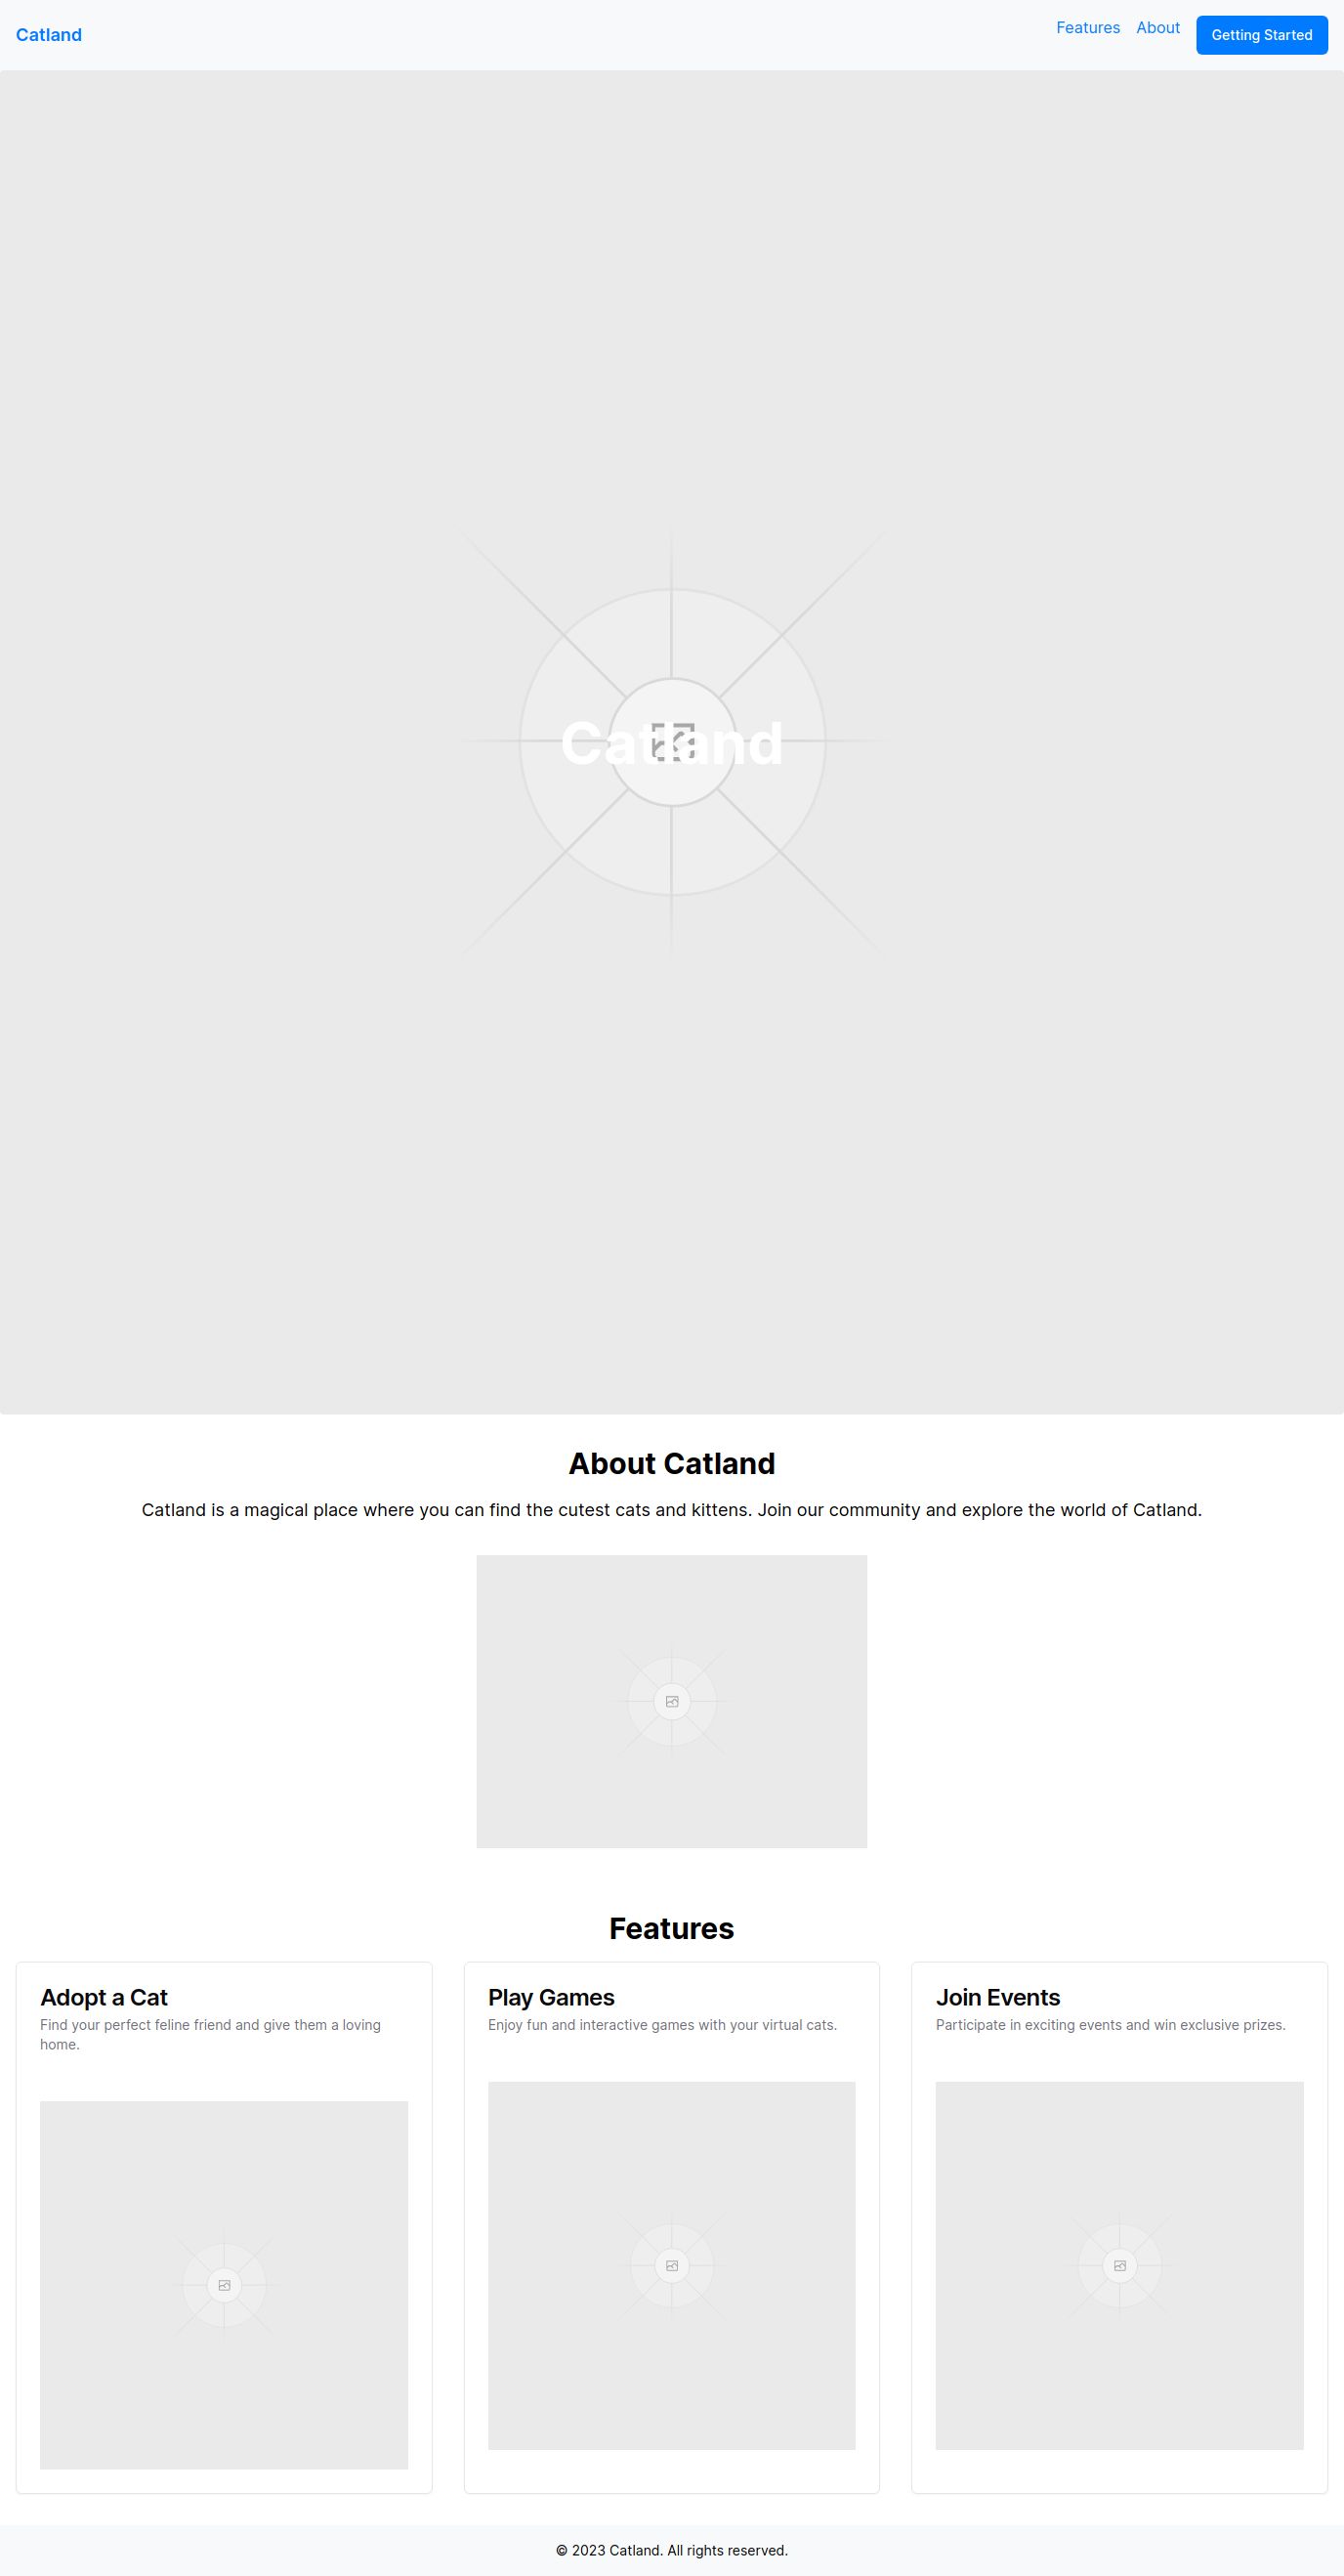 Catland
Features
About
Getting Started
Catland
About Catland
Catland is a magical place where you can find the cutest cats and kittens. Join our community and explore the world of Catland.
Features
Adopt a Cat
Find your perfect feline friend and give them a loving
home.
Play Games
Enjoy fun and interactive games with your virtual cats.
Join Events
Participate in exciting events and win exclusive prizes.
© 2023 Catland. All rights reserved.